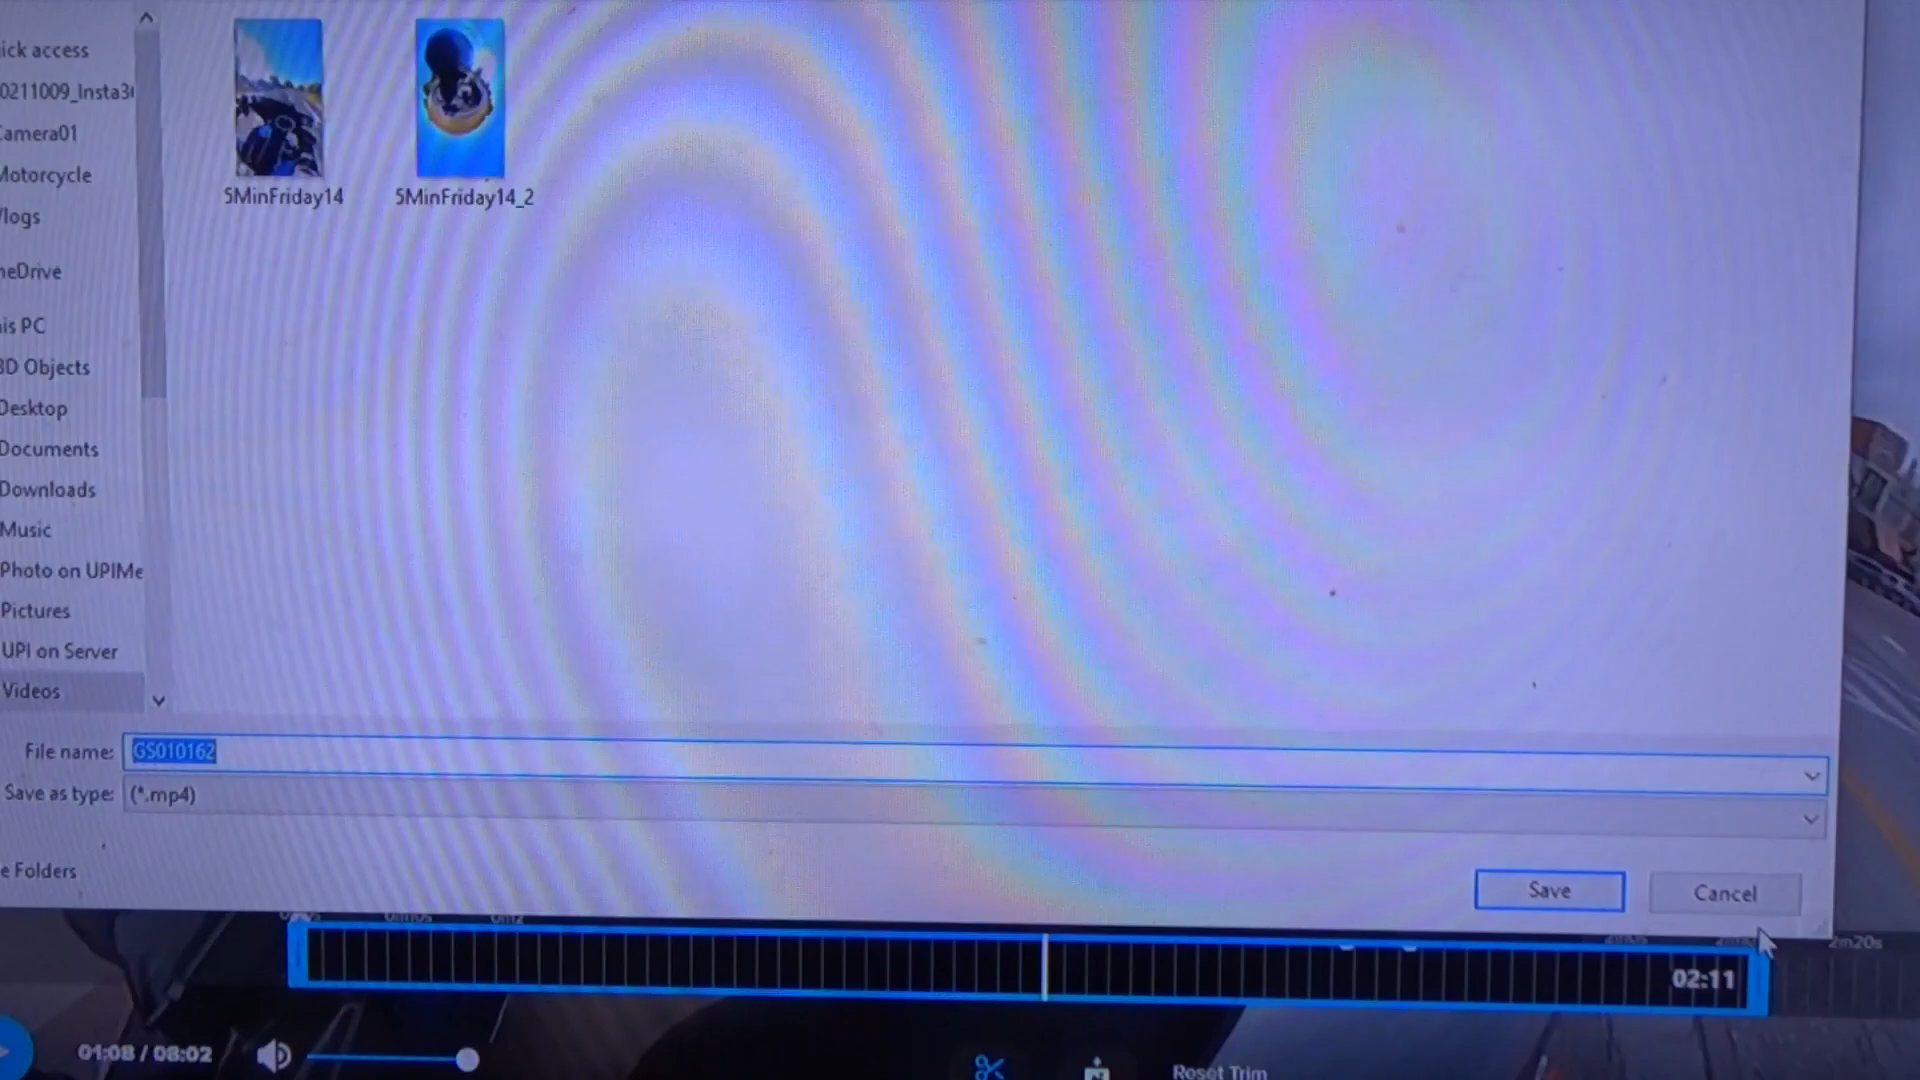 ick access
0211009_Insta3
Camera01
Motorcycle
Vlogs
neDrive
his PC
3D Objects
Desktop
Documents
Downloads
Music
Photo on UPIMe
Pictures
UPI on Server
Videos
5MinFriday14
5MinFriday14_2
File name: GS010162
Save as type: (*.mp4)
e Folders
Save
Cancel
2m20s
02:11
01:08 / 08:02
Reset Trim